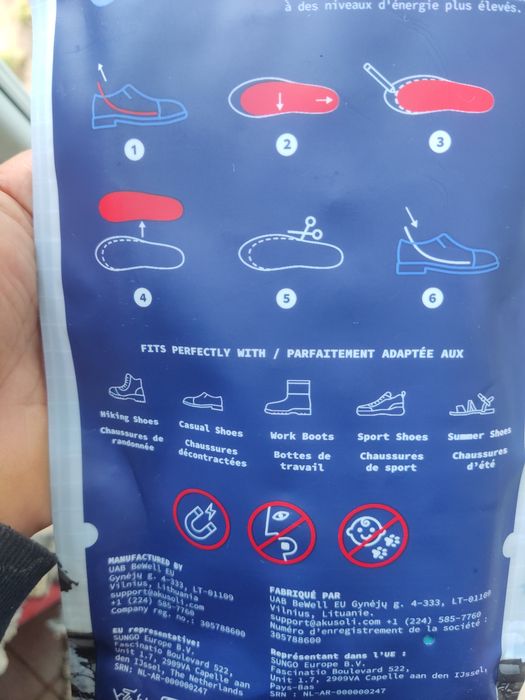 à des niveaux d'énergie plus élevés.
1
2
3
4
5
6
FITS PERFECTLY WITH / PARFAITEMENT ADAPTÉE AUX
Hiking Shoes
Chaussures de
randonnée
Casual Shoes
Chaussures
décontractées
Work Boots
Bottes de
travail
Sport Shoes
Chaussures
de sport
Summer Shoes
Chaussures
d'été
MANUFACTURED BY
UAB BeWell EU
Gynėjų g. 4-333, LT-01109
Vilnius, Lithuania
support@akusoli.com
+1 (224) 585-7760
Company reg. no.: 305788600
EU representative:
SUNGO Europe B.V.
Fascinatio Boulevard 522,
Unit 1.7, 2909VA Capelle aan
den IJssel, The Netherlands
SRN: NL-AR-000000247
FABRIQUÉ PAR
UAB BeWell EU Gynėjų g. 4-333, LT-01109
Vilnius, Lituanie.
support@akusoli.com +1 (224) 585-7760
Numéro d'enregistrement de la société :
305788600
Représentant dans l'UE :
SUNGO Europe B.V.
Fascinatio Boulevard 522,
Unit 1.7, 2909VA Capelle aan den IJssel,
Pays-Bas
SRN : NL-AR-000000247